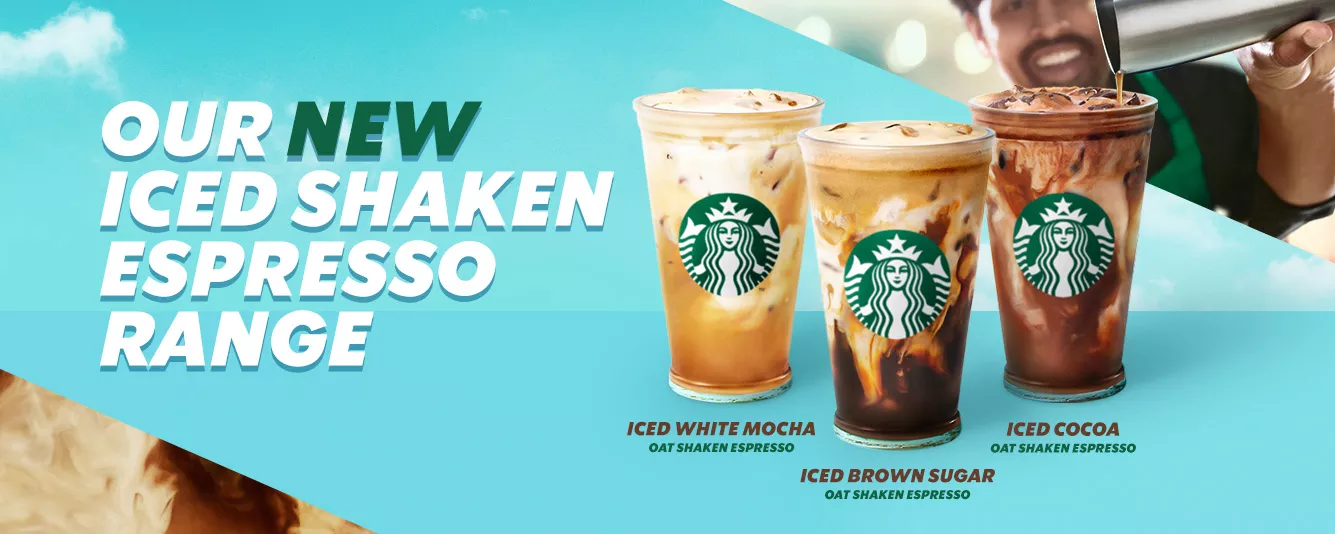 OUR NEW
ICED SHAKEN
ESPRESSO
RANGE
ICED WHITE MOCHA
OAT SHAKEN ESPRESSO
ICED BROWN SUGAR
OAT SHAKEN ESPRESSO
ICED COCOA
OAT SHAKEN ESPRESSO